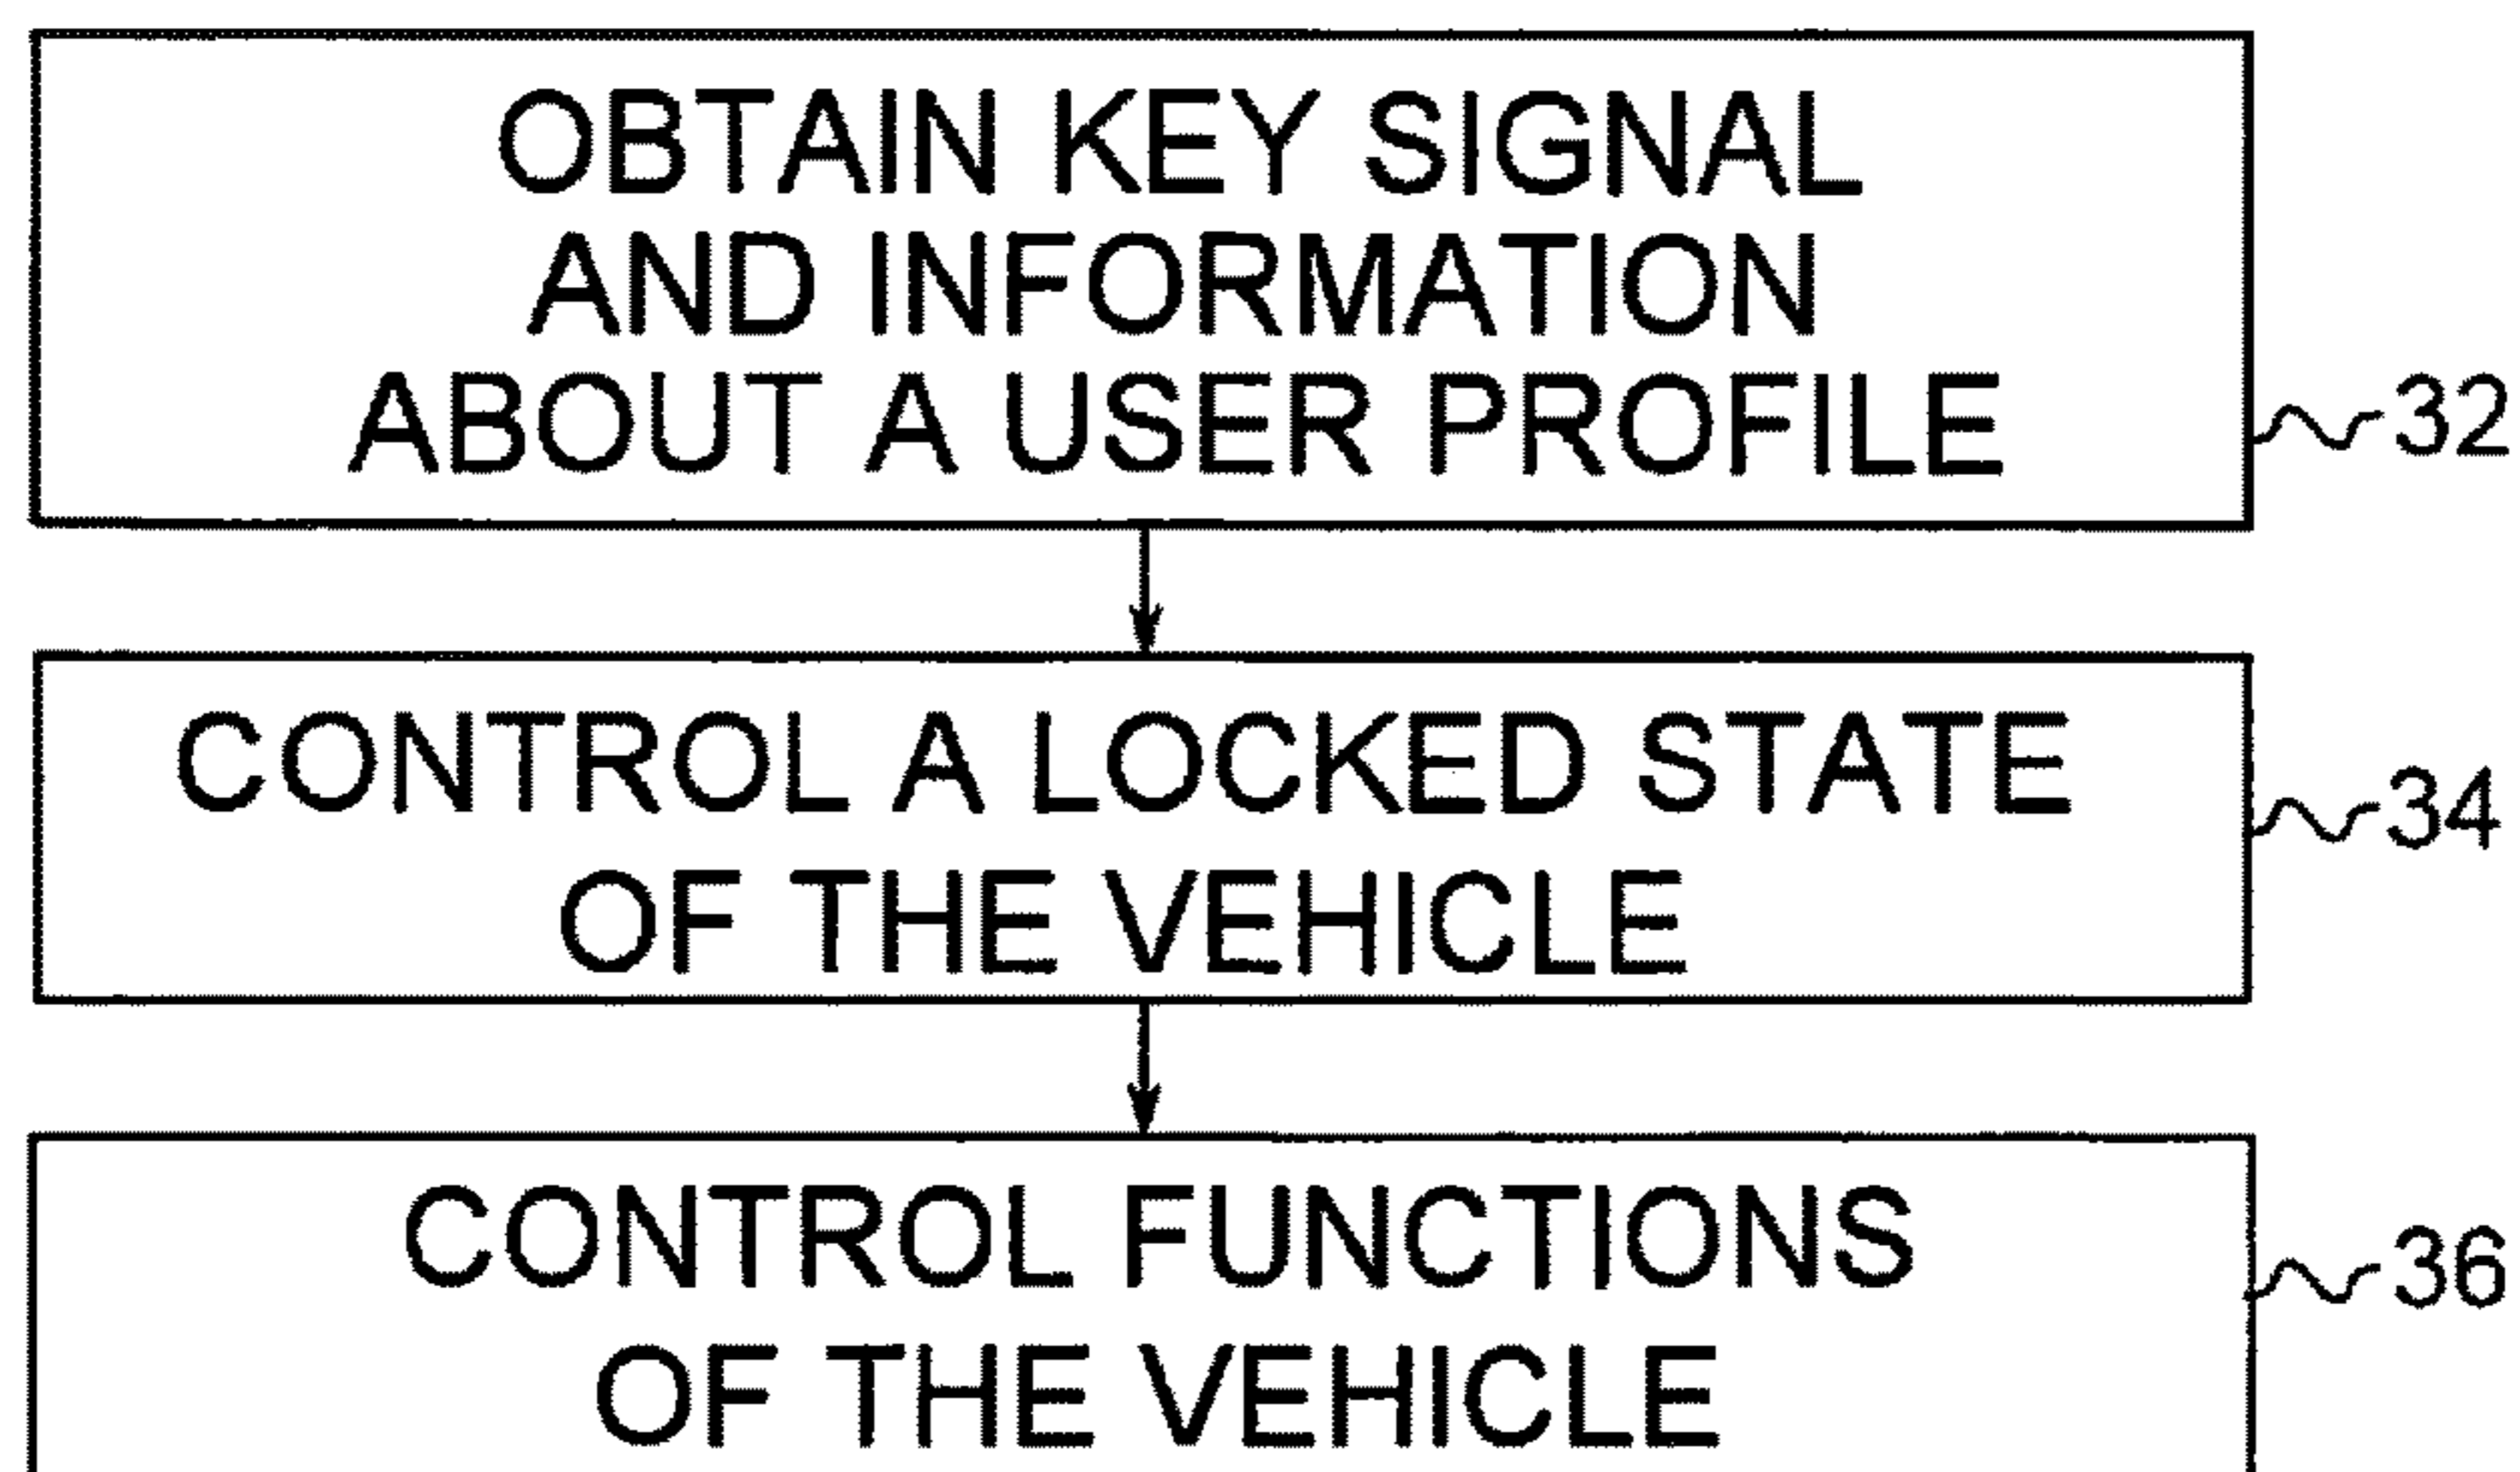 OBTAIN KEY SIGNAL
AND INFORMATION
ABOUT A USER PROFILE
32
CONTROL A LOCKED STATE
34
OF THE VEHICLE
CONTROL FUNCTIONS
36
OF THE VEHICLE